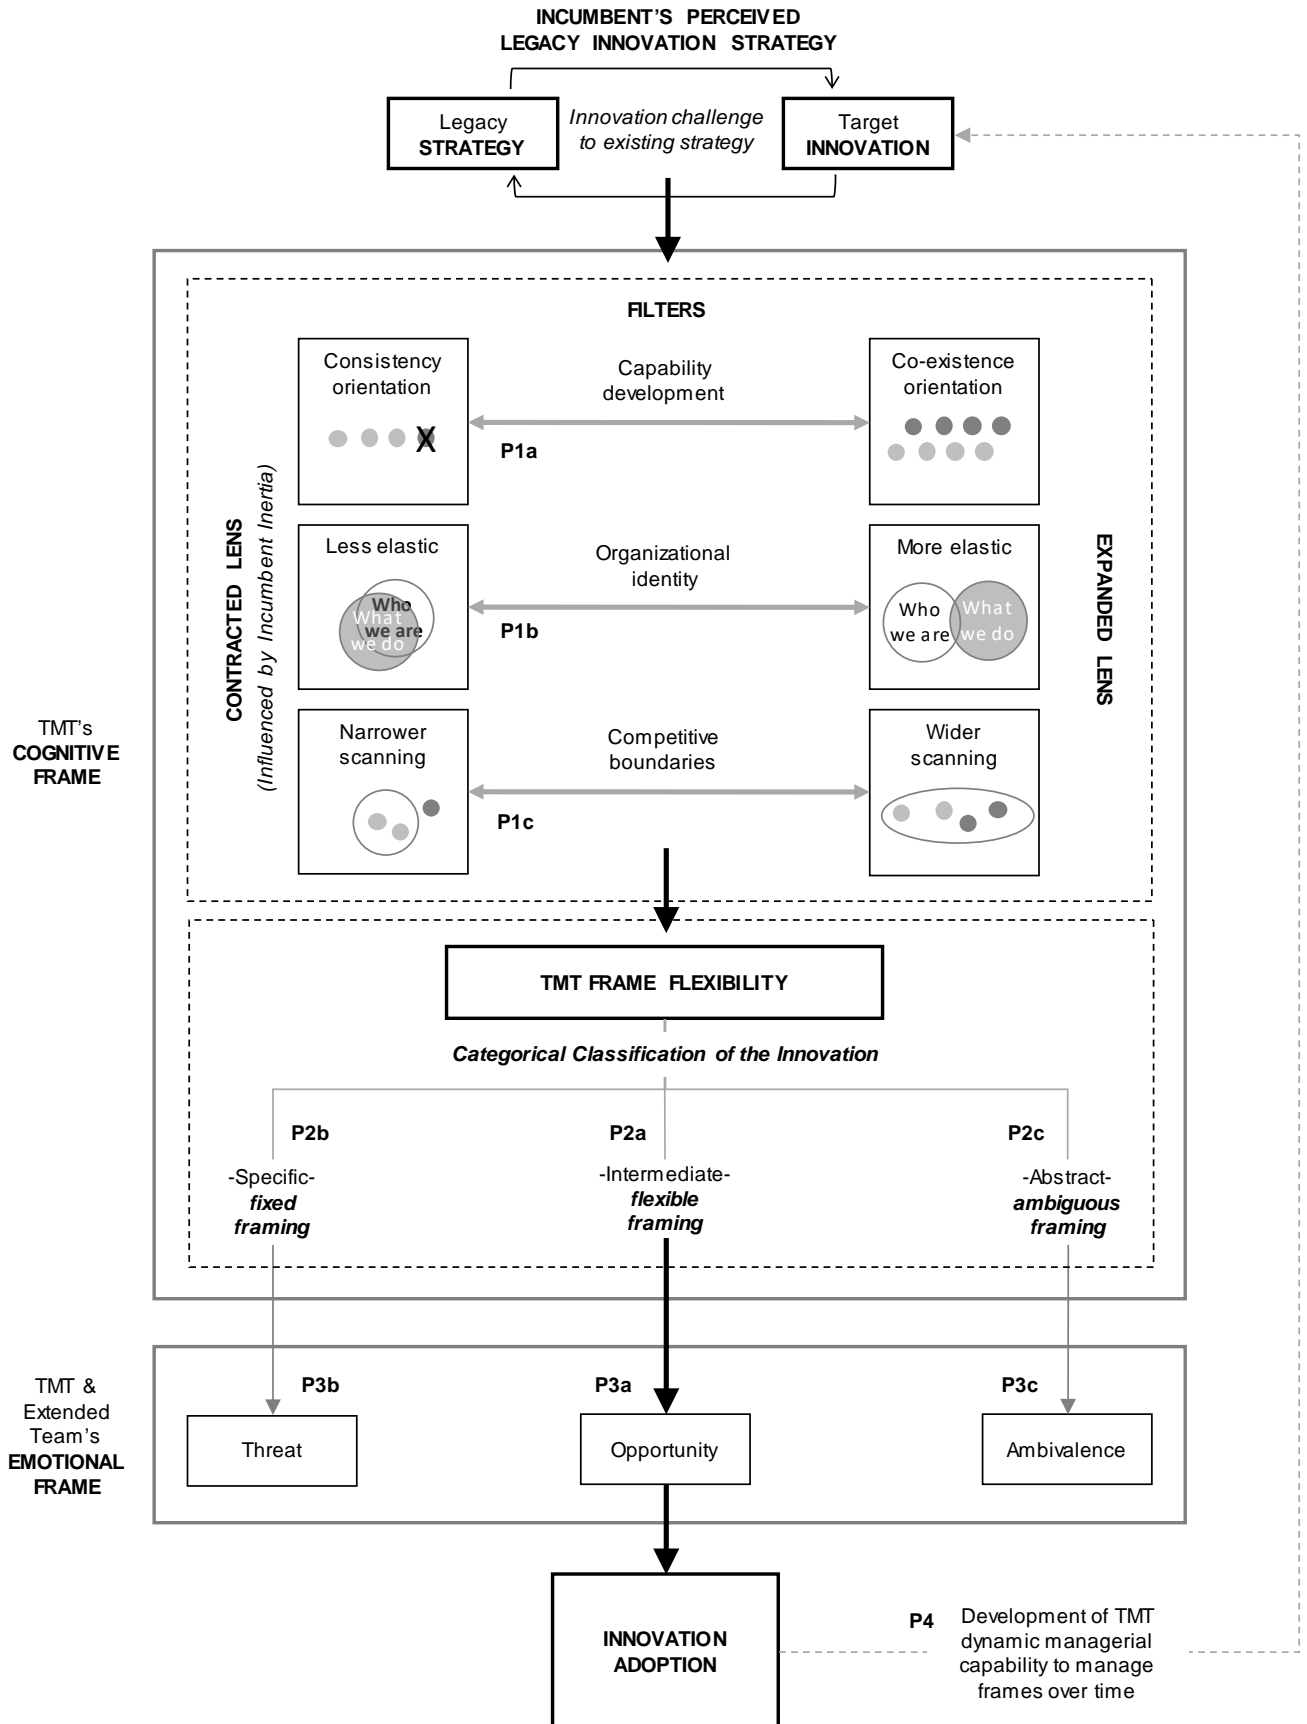 INCUMBENT'S PERCEIVED
LEGACY INNOVATION STRATEGY
Legacy
STRATEGY
Innovation challenge
to existing strategy
Target
INNOVATION
FILTERS
Consistency
orientation
X
Capability
development
P1a
Co-existence
orientation
CONTRACTED LENS
(Influenced by Incumbent Inertia)
Less elastic
Who
we are
What
we do
Organizational
identity
P1b
More elastic
Who
we are
What
we do
EXPANDED LENS
TMT's
COGNITIVE
FRAME
Narrower
scanning
Competitive
boundaries
P1c
Wider
scanning
TMT FRAME FLEXIBILITY
Categorical Classification of the Innovation
P2b
-Specific-
fixed
framing
P2a
-Intermediate-
flexible
framing
P2c
-Abstract-
ambiguous
framing
TMT &
Extended
Team's
EMOTIONAL
FRAME
P3b
Threat
P3a
Opportunity
P3c
Ambivalence
INNOVATION
ADOPTION
P4
Development of TMT
dynamic managerial
capability to manage
frames over time